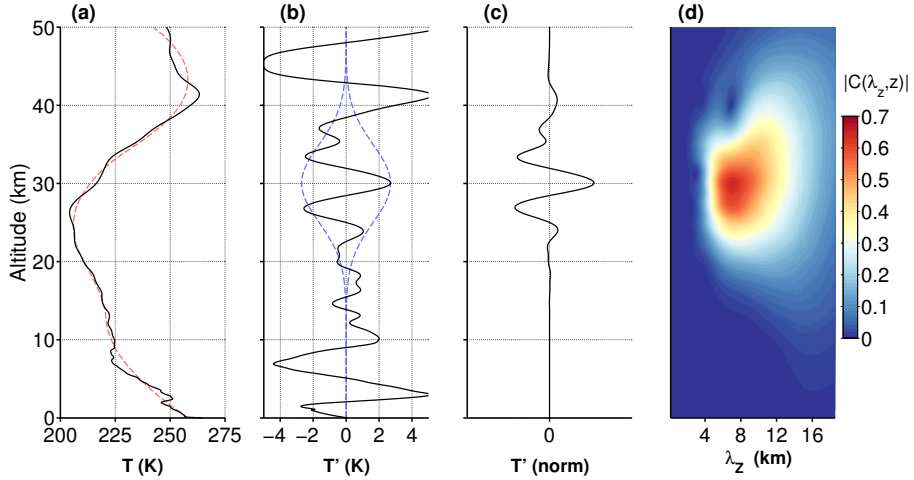 (a)
(b)
(c)
(d)
50
40
30
20
10
0
Altitude (km)
200
225
250
275
T (K)
−4
−2
0
2
4
T' (K)
0
T' (norm)
4
8
12
16
λZ (km)
|C(λz,z)|
0.7
0.6
0.5
0.4
0.3
0.2
0.1
0